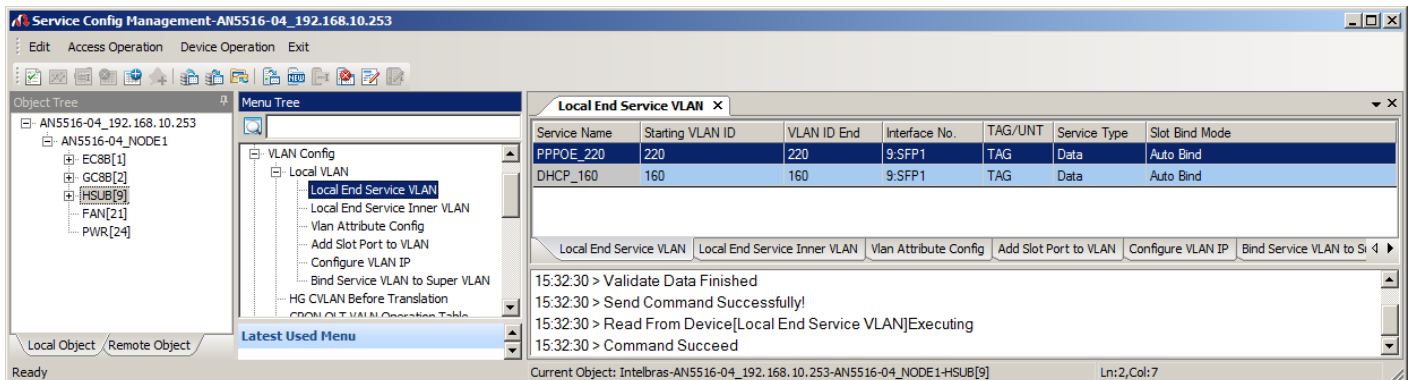 Service Config Management-AN5516-04_192.168.10.253
Edit Access Operation Device Operation Exit
Object Tree
AN5516-04_192.168.10.253
AN5516-04_NODE1
EC8B[1]
GC8B[2]
HSUB[9]
FAN[21]
PWR[24]
Local Object Remote Object
Menu Tree
VLAN Config
Local VLAN
Local End Service VLAN
Local End Service Inner VLAN
Vlan Attribute Config
Add Slot Port to VLAN
Configure VLAN IP
Bind Service VLAN to Super VLAN
HG CVLAN Before Translation
Latest Used Menu
Local End Service VLAN X
Service Name Starting VLAN ID VLAN ID End Interface No. TAG/UNT Service Type Slot Bind Mode
PPPOE_220 220 220 9:SFP1 TAG Data Auto Bind
DHCP_160 160 160 9:SFP1 TAG Data Auto Bind
Local End Service VLAN Local End Service Inner VLAN Vlan Attribute Config Add Slot Port to VLAN Configure VLAN IP Bind Service VLAN to
15:32:30 > Validate Data Finished
15:32:30 > Send Command Successfully!
15:32:30 > Read From Device[Local End Service VLAN]Executing
15:32:30 > Command Succeed
Ready
Current Object: Intelbras-AN5516-04_192.168.10.253-AN5516-04_NODE1-HSUB[9]
Ln:2,Col:7